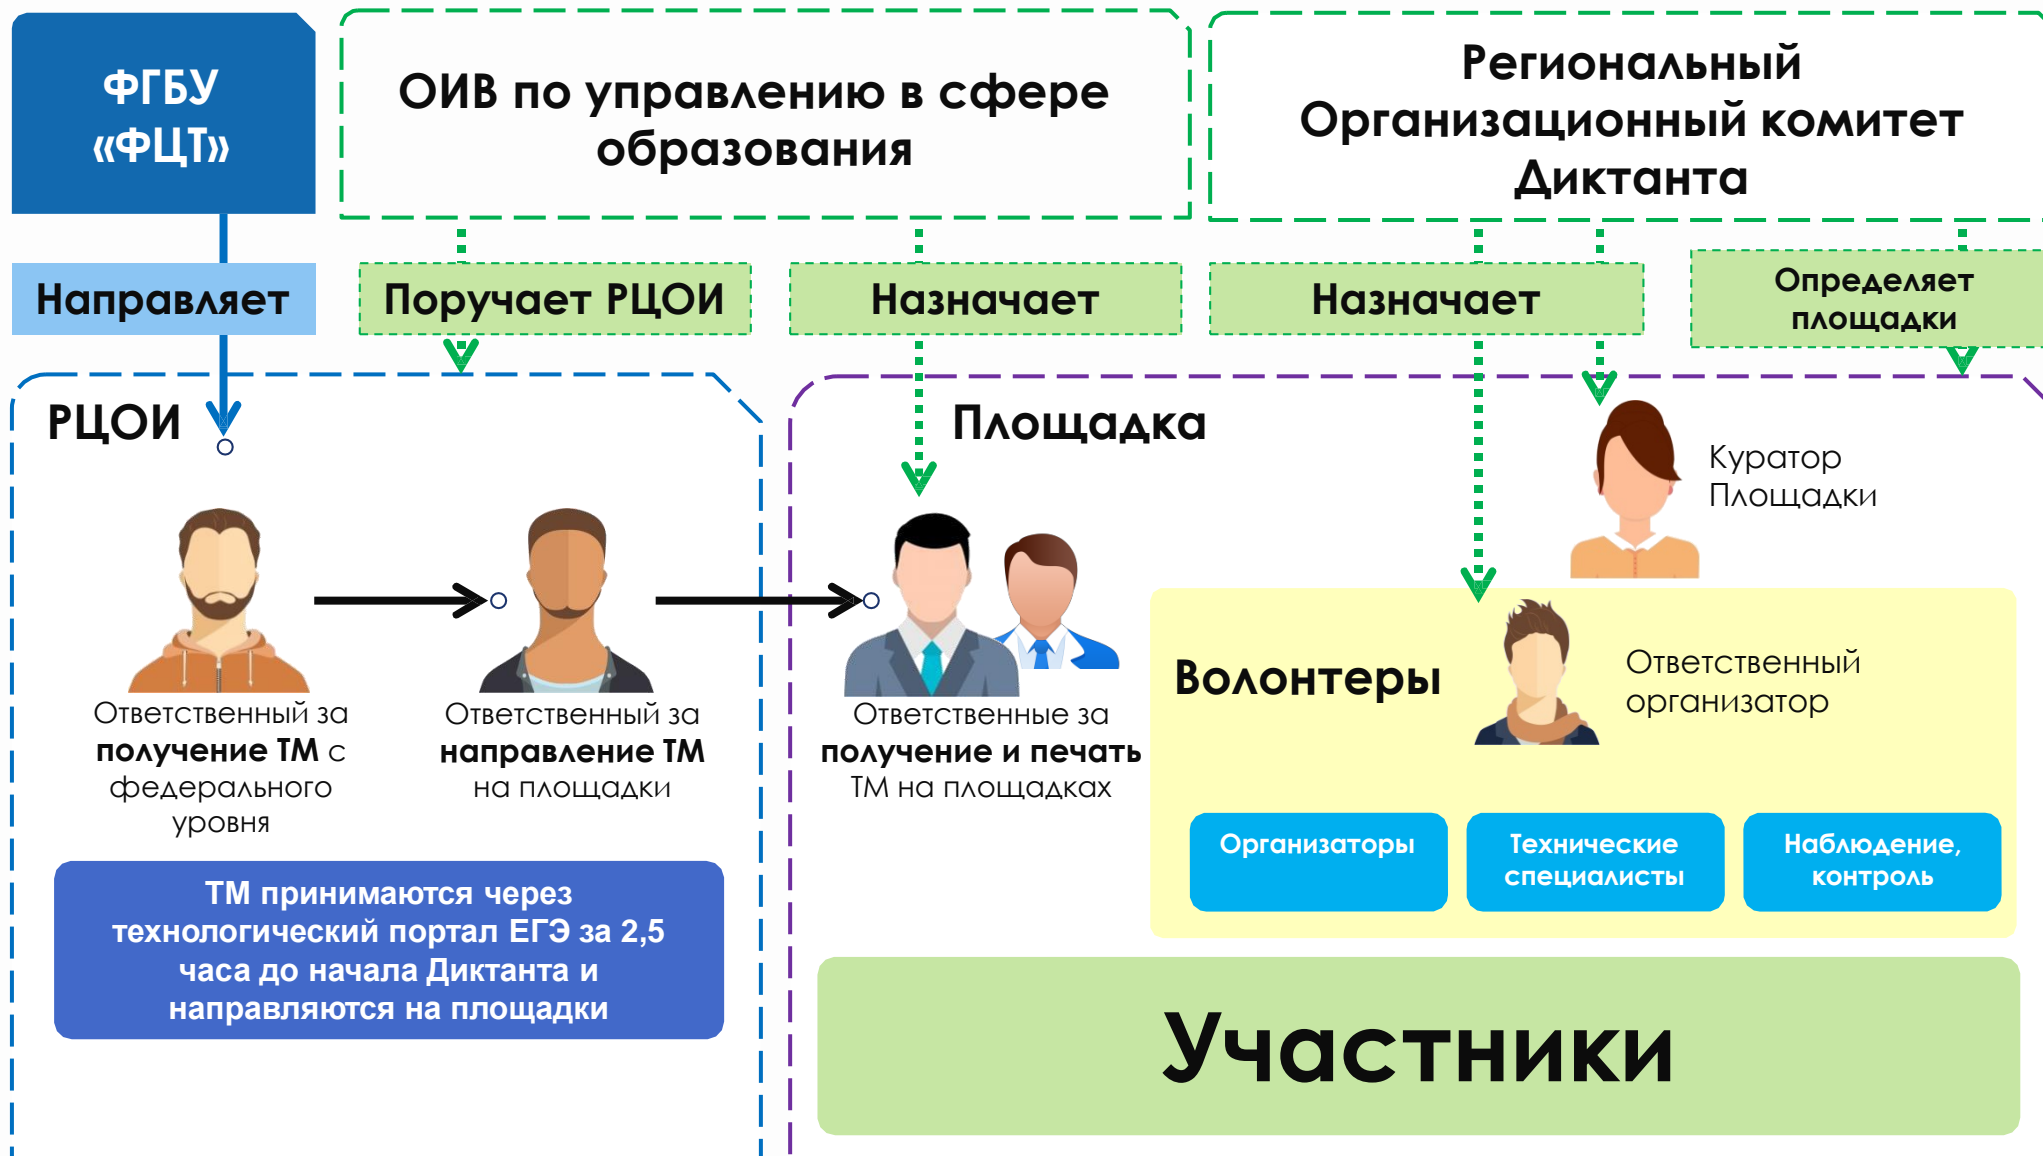 ФГБУ
«ФЦТ»
ОИВ по управлению в сфере
образования
Региональный
Организационный комитет
Диктанта
Направляет
Поручает РЦОИ
Назначает
Назначает
Определяет
площадки
РЦОИ
Площадка
Куратор
Площадки
Волонтеры
Ответственный
организатор
Ответственный за
получение ТМ с
федерального
уровня
Ответственный за
направление ТМ
на площадки
Ответственные за
получение и печать
ТМ на площадках
Организаторы
Технические
специалисты
Наблюдение,
контроль
ТМ принимаются через
технологический портал ЕГЭ за 2,5
часа до начала Диктанта и
направляются на площадки
Участники